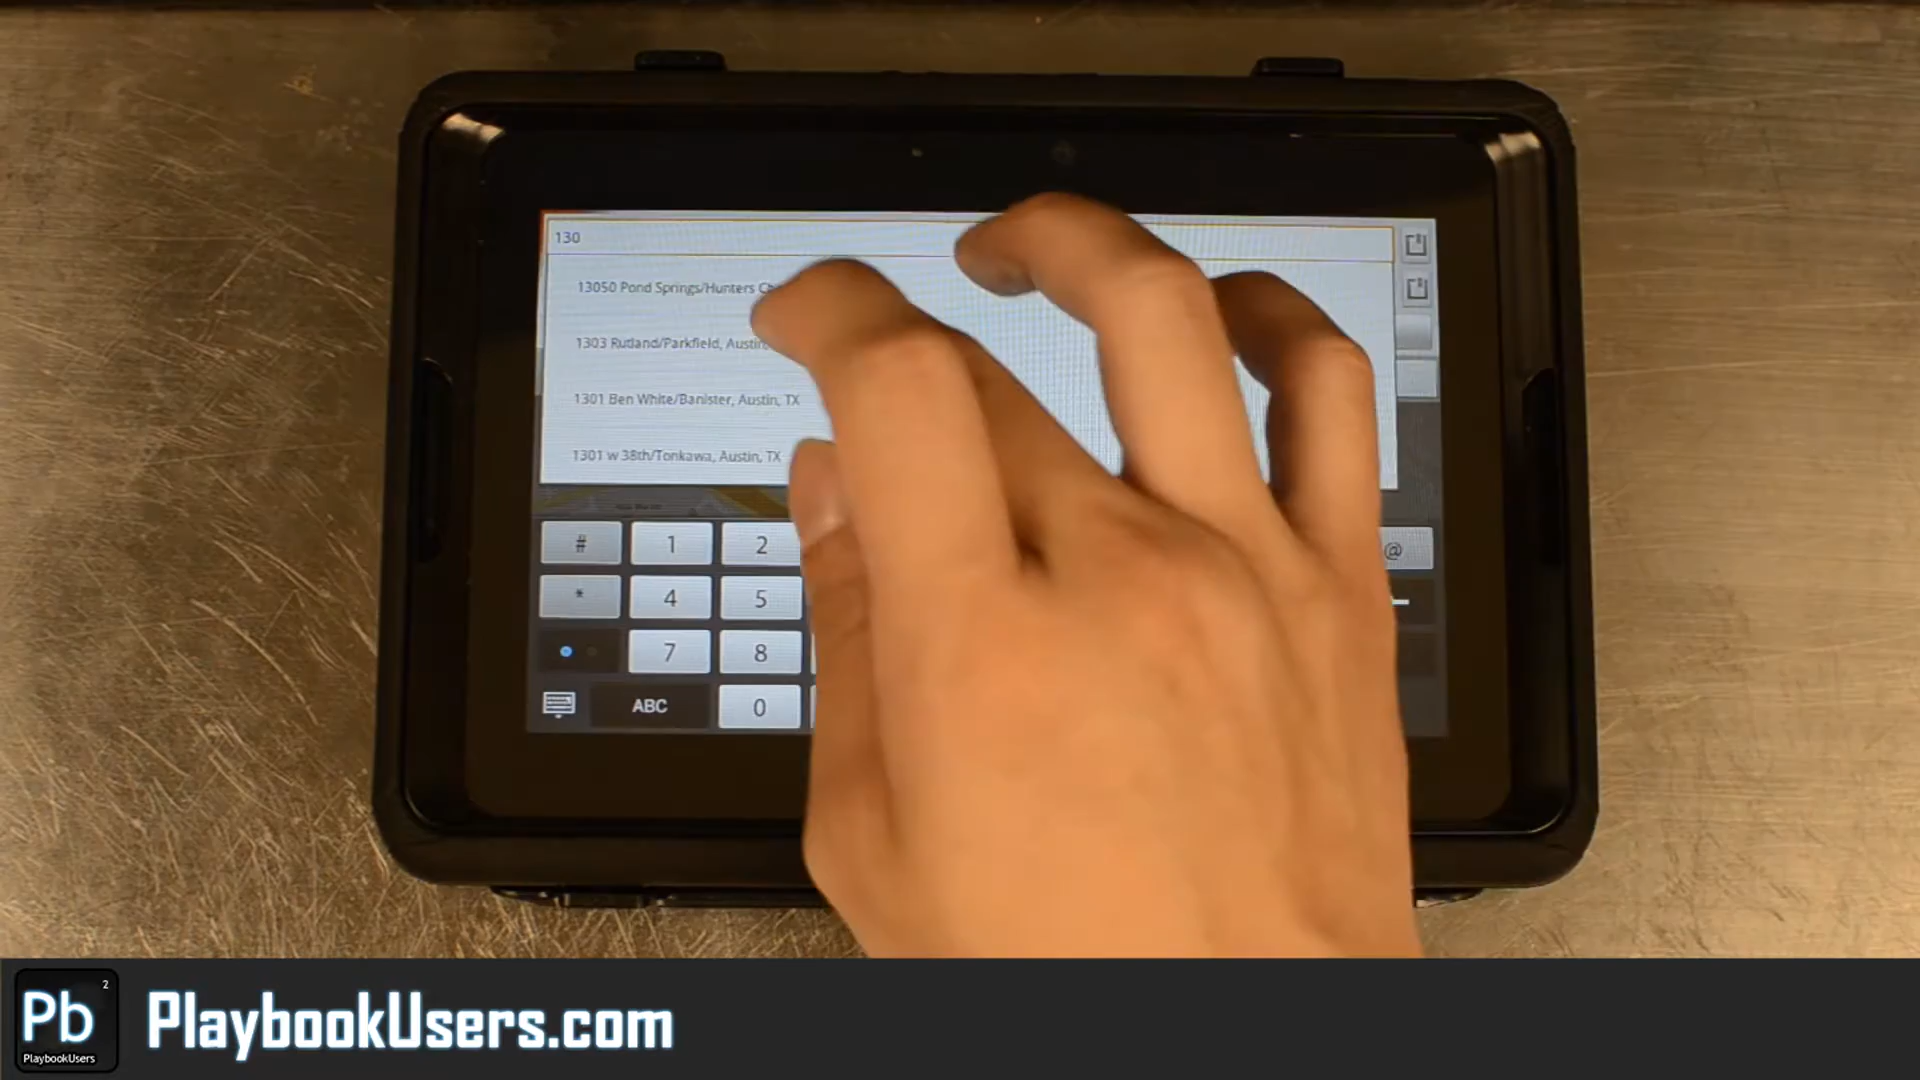 130
13050 Pond Springs/Hunters
1303 Rutland/Parkfield, Austin,
1301 Ben White/Banister, Austin, TX
1301 w 38th/Tonkawa, Austin, TX
# 1 2 @
* 4 5
7 8
ABC 0
Pb 2
PlaybookUsers
PlaybookUsers.com